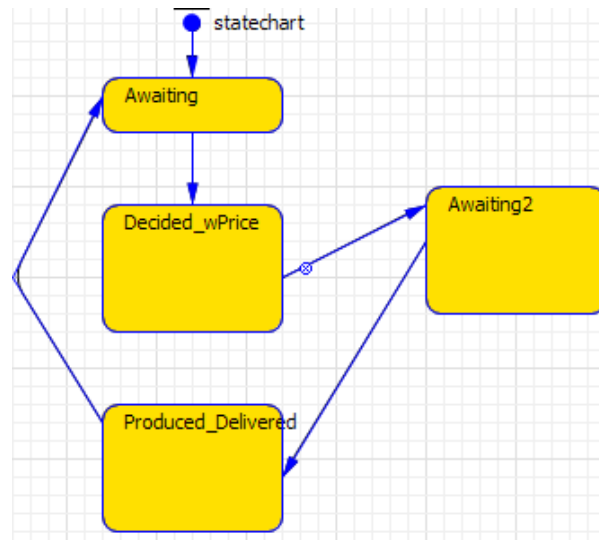 statechart
Awaiting
Decided_wPrice
Awaiting2
Produced_Delivered